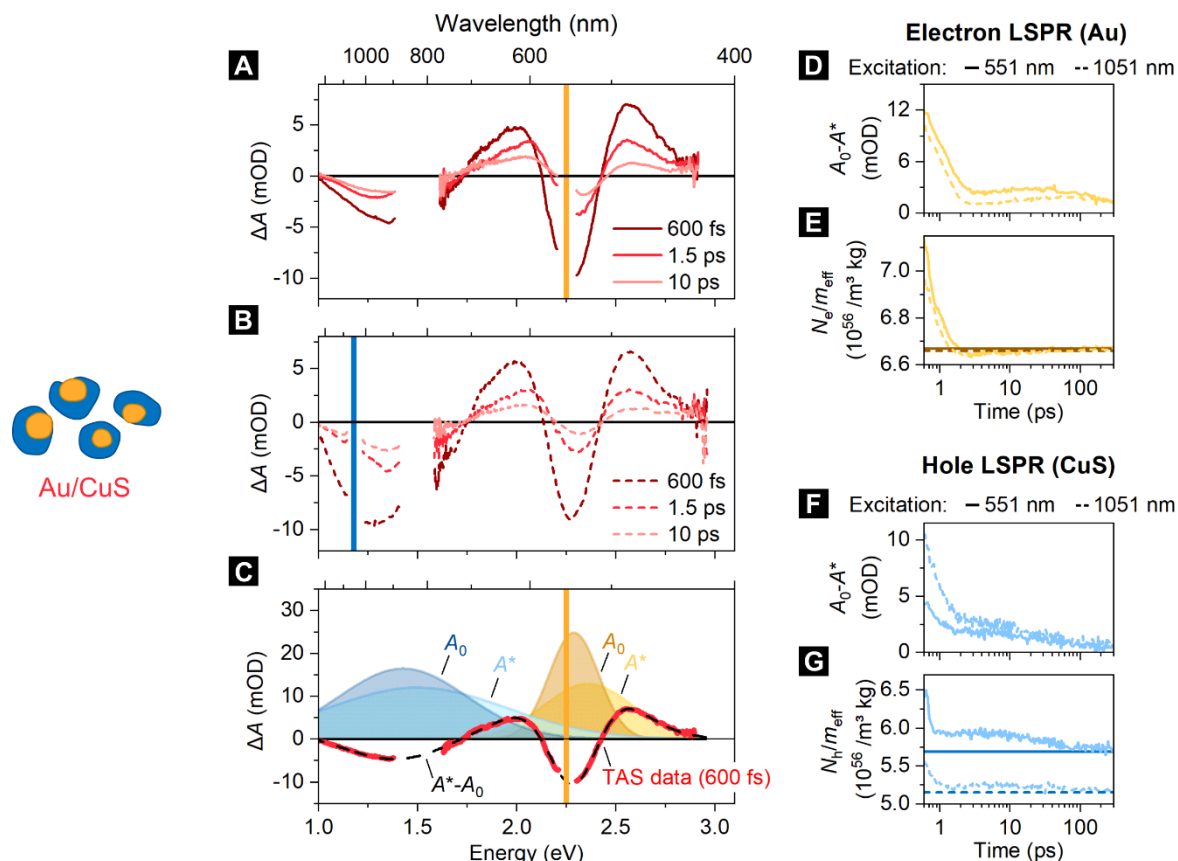 Au/CuS
Wavelength (nm)
1000 800 600 400
A
ΔA (mOD)
5
0
-5
-10
600 fs
1.5 ps
10 ps
B
ΔA (mOD)
5
0
-5
-10
600 fs
1.5 ps
10 ps
C
ΔA (mOD)
30
20
10
0
-10
A₀
A*
A₀
A*
A*-A₀
TAS data (600 fs)
1.0 1.5 2.0 2.5 3.0
Energy (eV)
Electron LSPR (Au)
D
Excitation: 551 nm 1051 nm
A₀-A*
(mOD)
12
6
0
E
Nₑ/m_eff
(10⁵⁶ /m³ kg)
7.0
6.8
6.6
1 10 100
Time (ps)
Hole LSPR (CuS)
F
Excitation: 551 nm 1051 nm
A₀-A*
(mOD)
10
5
0
G
Nₕ/m_eff
(10⁵⁶ /m³ kg)
6.5
6.0
5.5
5.0
1 10 100
Time (ps)